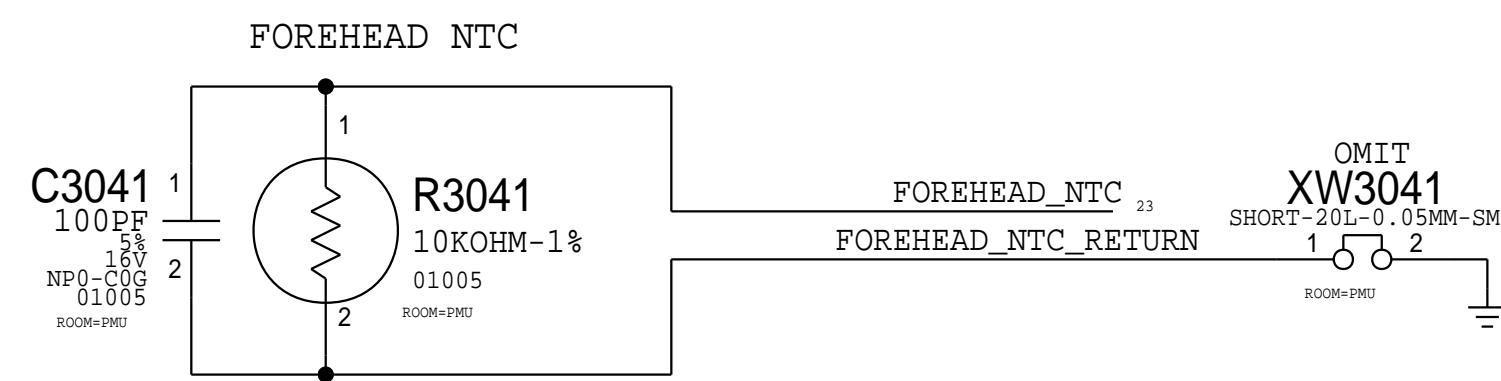 FOREHEAD NTC
1
C3041
1
100PF
5%
16V
NP0-C0G
01005
2
ROOM=PMU
R3041
10KOHM-1%
01005
ROOM=PMU
2
FOREHEAD_NTC 23
FOREHEAD_NTC_RETURN
OMIT
XW3041
SHORT-20L-0.05MM-SM
1 2
ROOM=PMU